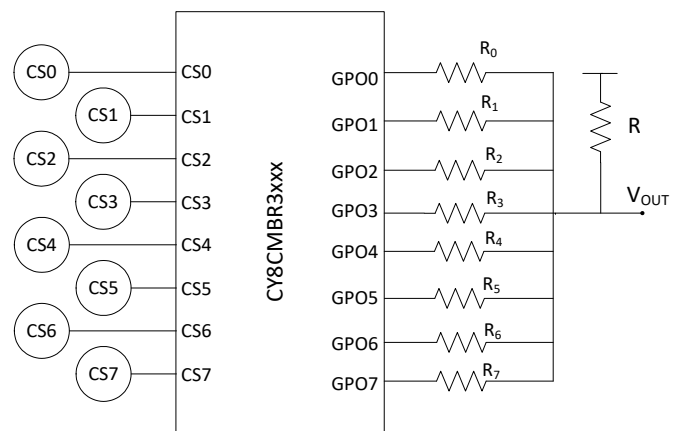 CS0
CS1
CS2
CS3
CS4
CS5
CS6
CS7
CS0
CS1
CS2
CS3
CS4
CS5
CS6
CS7
CY8CMBR3xxx
GPO0
GPO1
GPO2
GPO3
GPO4
GPO5
GPO6
GPO7
R0
R1
R2
R3
R4
R5
R6
R7
R
VOUT